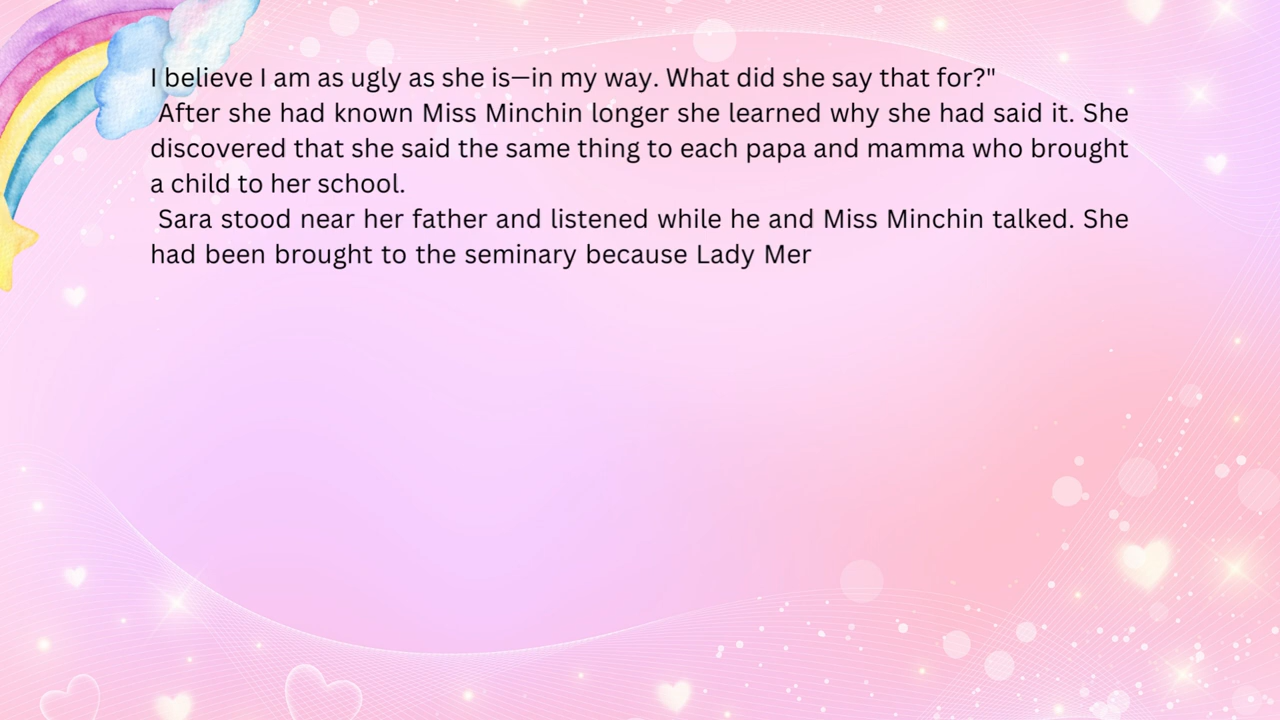 I believe I am as ugly as she is—in my way. What did she say that for?"
After she had known Miss Minchin longer she learned why she had said it. She
discovered that she said the same thing to each papa and mamma who brought
a child to her school.
Sara stood near her father and listened while he and Miss Minchin talked. She
had been brought to the seminary because Lady Mer